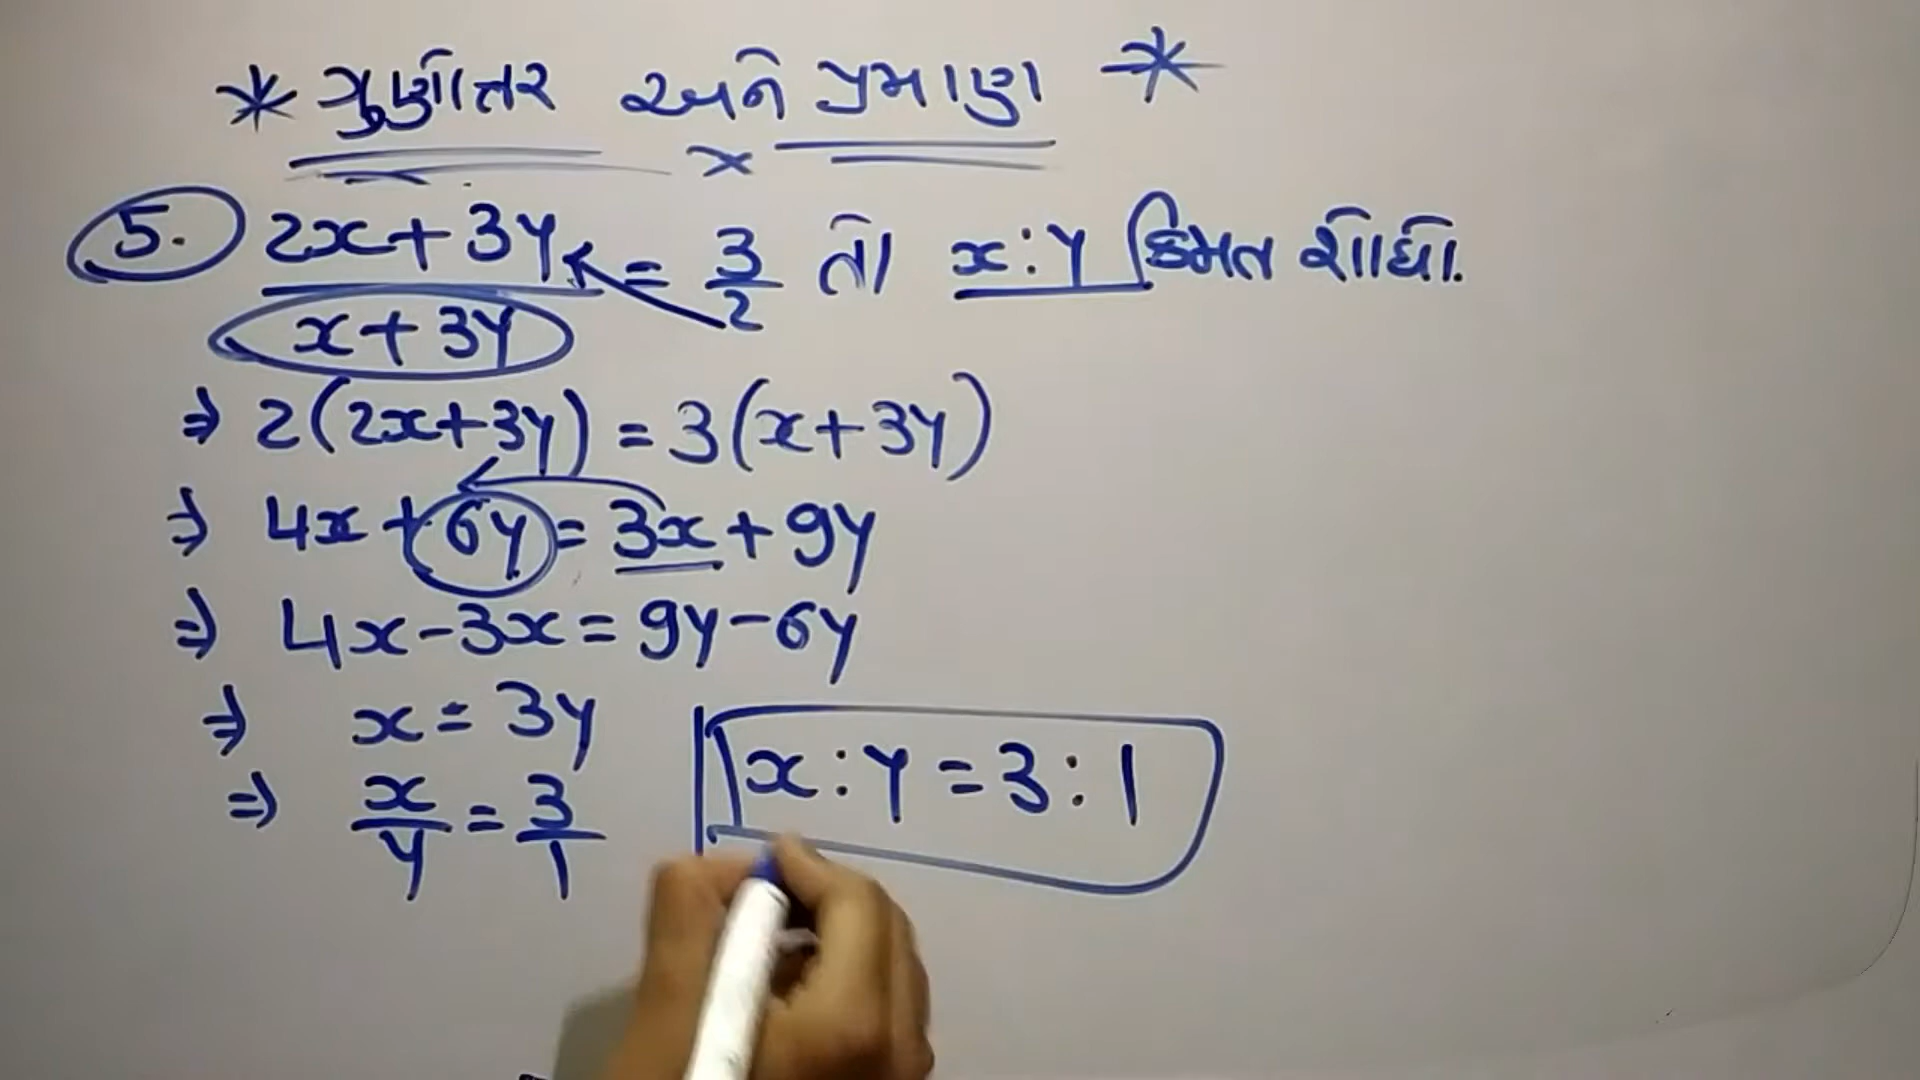 * ગુણોત્તર અને પ્રમાણ *
x
5. (2x+3y)/(x+3y) = 3/2 તો x:y કિંમત શોધો.
⇒ 2(2x+3y) = 3(x+3y)
⇒ 4x+6y = 3x+9y
⇒ 4x-3x = 9y-6y
⇒ x = 3y
⇒ x/y = 3/1
x:y = 3:1